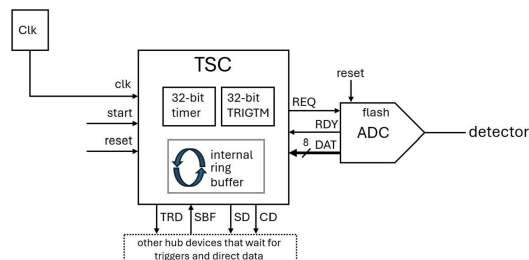 Clk
TSC
clk
32-bit
timer
32-bit
TRIGTM
start
reset
internal
ring
buffer
REQ
RDY
8
DAT
reset
flash
ADC
detector
TRD
SBF
SD
CD
other hub devices that wait for
triggers and direct data